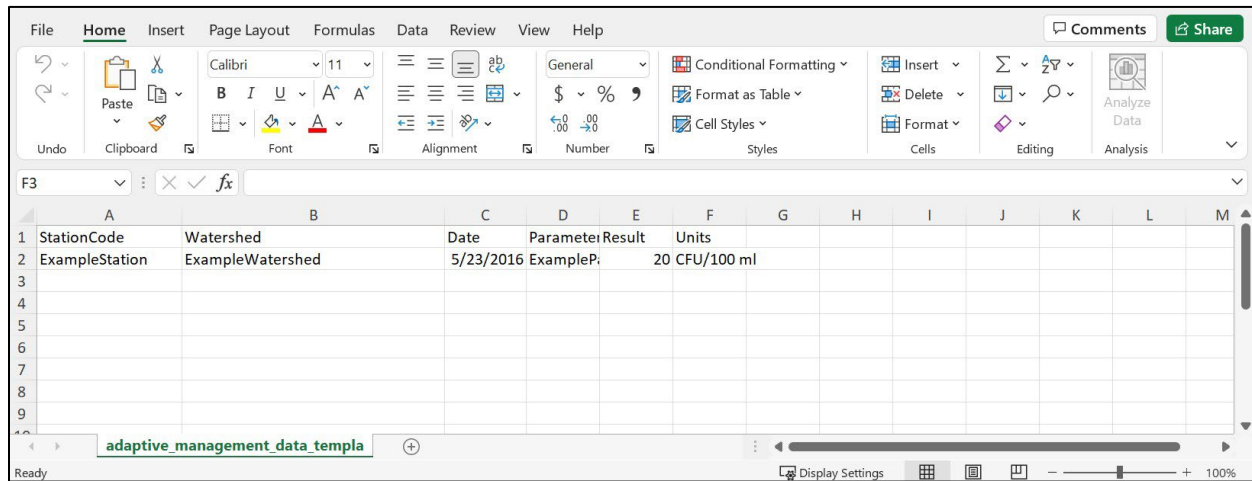 File Home Insert Page Layout Formulas Data Review View Help Comments Share
Calibri 11 ab General Conditional Formatting Insert
Paste B I U A A $ % Format as Table Delete Analyze Data
A Cell Styles Format
Undo Clipboard Font Alignment Number Styles Cells Editing Analysis
F3 fx
A B C D E F G H I J K L M
1 StationCode Watershed Date Parameter Result Units
2 ExampleStation ExampleWatershed 5/23/2016 ExamplePa 20 CFU/100 ml
3
4
5
6
7
8
9
adaptive_management_data_templa
Ready Display Settings 100%